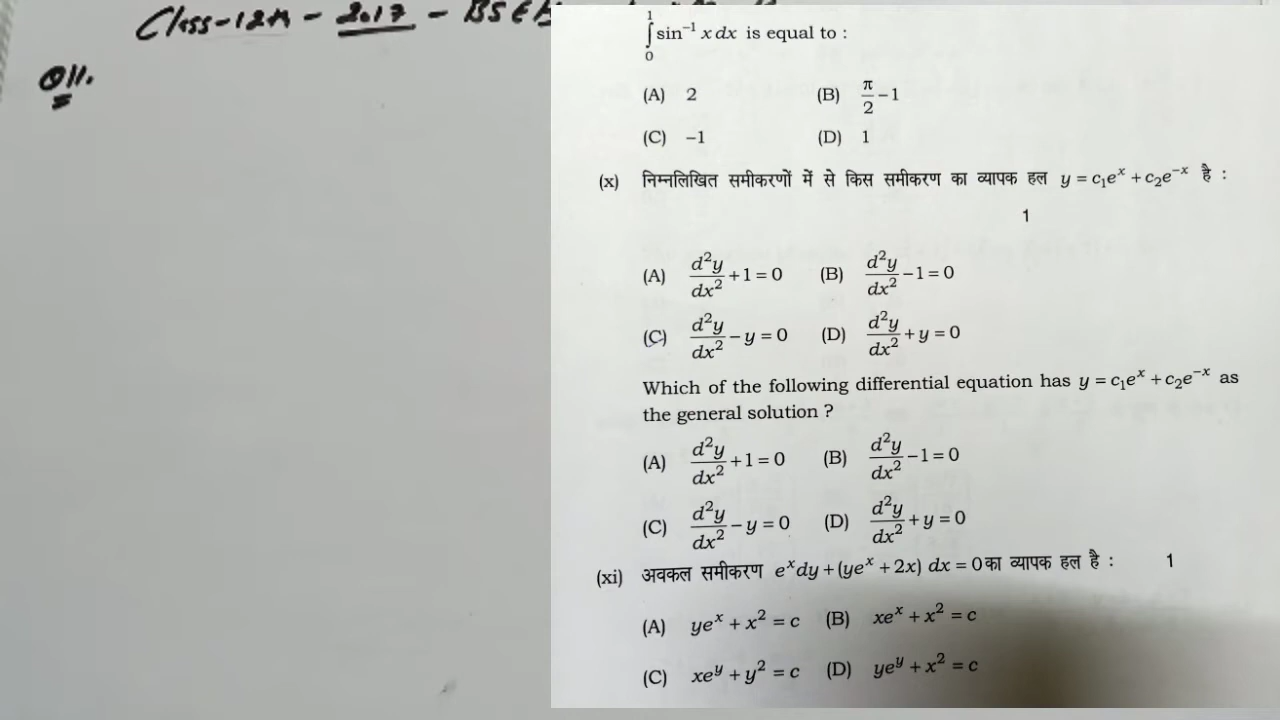 Class-12th - 2017 - BSEB
Q11.
∫₀¹ sin⁻¹ x dx is equal to :
(A) 2 (B) π/2 − 1
(C) −1 (D) 1
(x) निम्नलिखित समीकरणों में से किस समीकरण का व्यापक हल y = c₁eˣ + c₂e⁻ˣ है :
1
(A) d²y/dx² + 1 = 0 (B) d²y/dx² − 1 = 0
(C) d²y/dx² − y = 0 (D) d²y/dx² + y = 0
Which of the following differential equation has y = c₁eˣ + c₂e⁻ˣ as
the general solution ?
(A) d²y/dx² + 1 = 0 (B) d²y/dx² − 1 = 0
(C) d²y/dx² − y = 0 (D) d²y/dx² + y = 0
(xi) अवकल समीकरण eˣdy + (yeˣ + 2x) dx = 0 का व्यापक हल है : 1
(A) yeˣ + x² = c (B) xeˣ + x² = c
(C) xeʸ + y² = c (D) yeʸ + x² = c